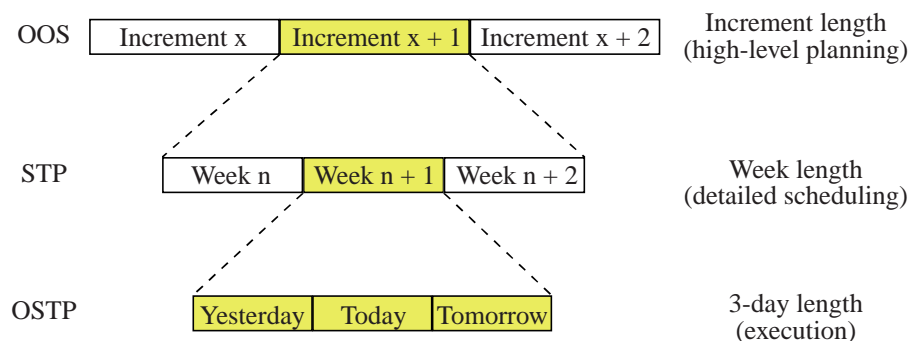 OOS Increment x Increment x + 1 Increment x + 2 Increment length
(high-level planning)
STP Week n Week n + 1 Week n + 2 Week length
(detailed scheduling)
OSTP Yesterday Today Tomorrow 3-day length
(execution)